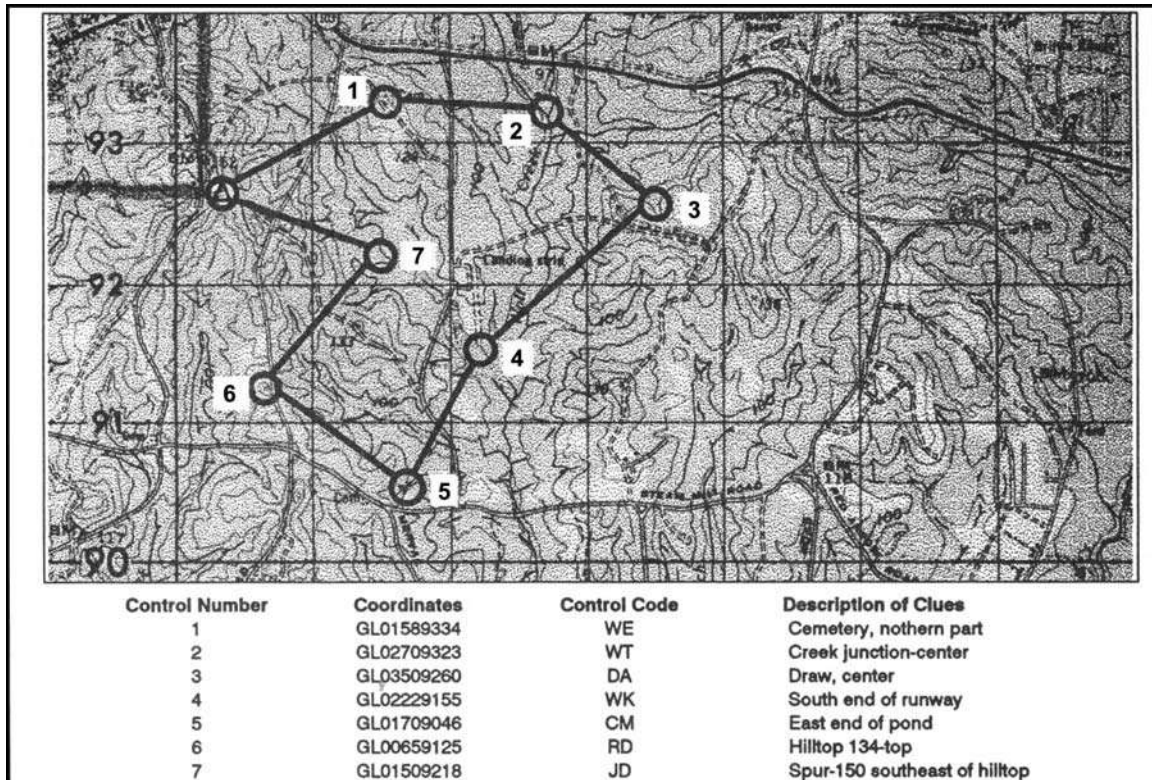 1
2
93
3
7
Landing strip
92
4
6
91
5
STEAM MILL ROAD
90
Control Number Coordinates Control Code Description of Clues
1 GL01589334 WE Cemetery, nothern part
2 GL02709323 WT Creek junction-center
3 GL03509260 DA Draw, center
4 GL02229155 WK South end of runway
5 GL01709046 CM East end of pond
6 GL00659125 RD Hilltop 134-top
7 GL01509218 JD Spur-150 southeast of hilltop